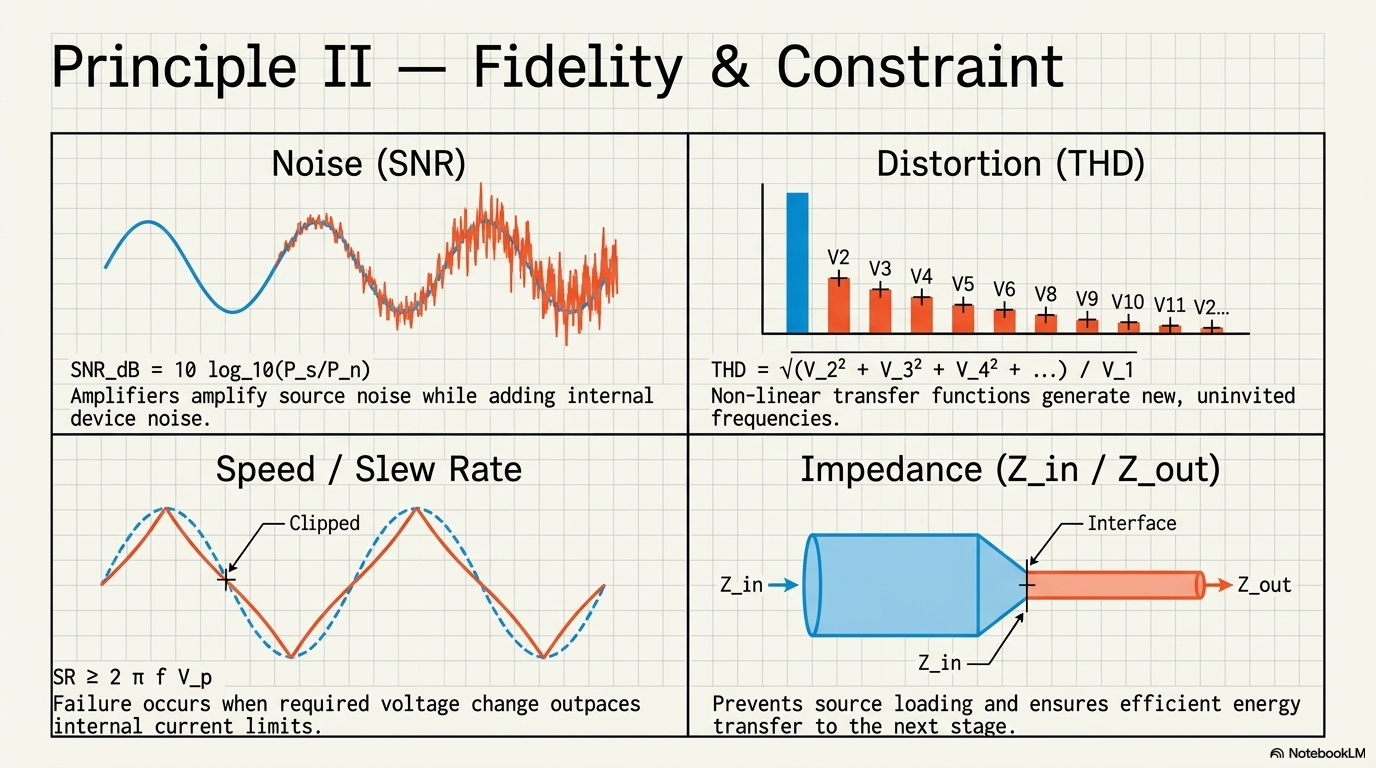 Principle II — Fidelity & Constraint
Noise (SNR)
SNR_dB = 10 log_10(P_s/P_n)
Amplifiers amplify source noise while adding internal
device noise.
Distortion (THD)
V2
V3
V4
V5
V6
V8
V9
V10
V11
V2...
THD = √(V_2² + V_3² + V_4² + ...) / V_1
Non-linear transfer functions generate new, uninvited
frequencies.
Speed / Slew Rate
Clipped
SR ≥ 2 π f V_p
Failure occurs when required voltage change outpaces
internal current limits.
Impedance (Z_in / Z_out)
Interface
Z_in
Z_out
Z_in
Prevents source loading and ensures efficient energy
transfer to the next stage.
NotebookLM